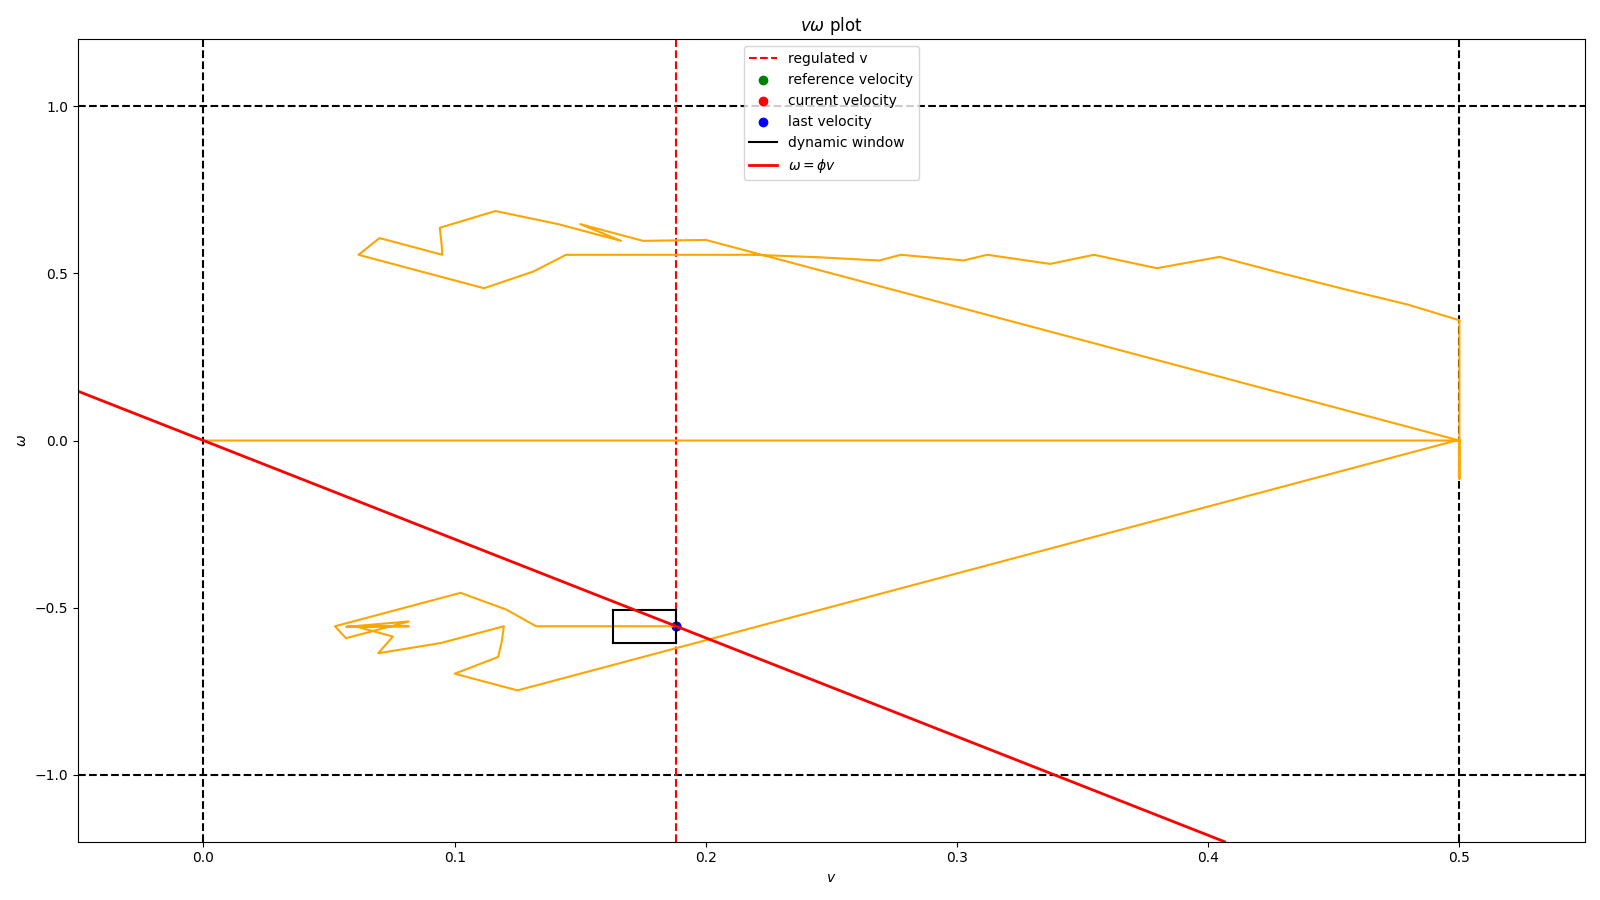 vω plot
regulated v
reference velocity
current velocity
last velocity
dynamic window
ω = ϕv
1.0
0.5
0.0
−0.5
−1.0
ω
0.0 0.1 0.2 0.3 0.4 0.5
v